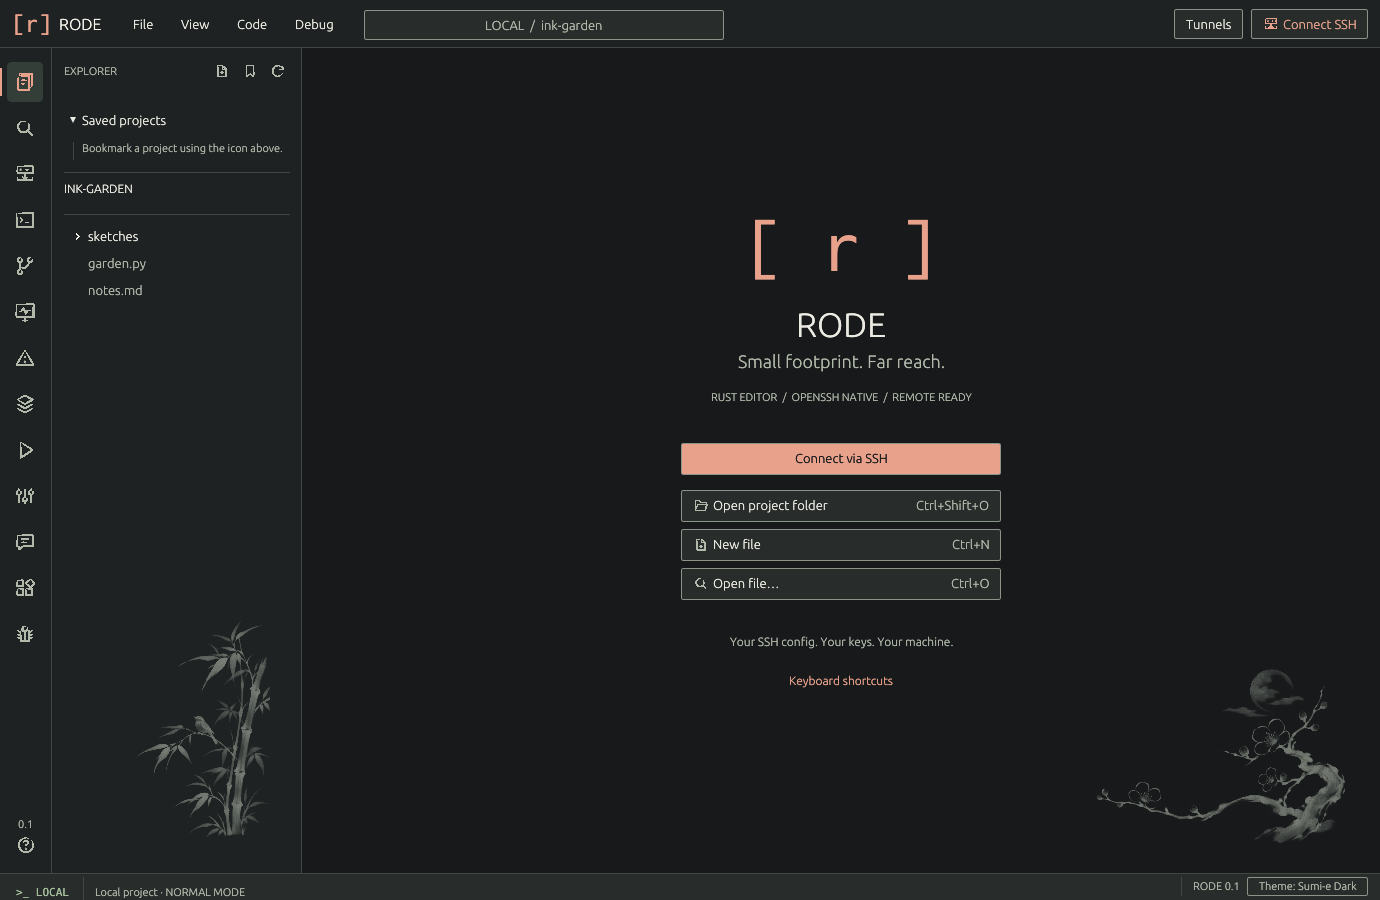 [r] RODE File View Code Debug LOCAL / ink-garden Tunnels Connect SSH
EXPLORER
Saved projects
Bookmark a project using the icon above.
INK-GARDEN
sketches
garden.py
notes.md
[ r ]
RODE
Small footprint. Far reach.
RUST EDITOR / OPENSSH NATIVE / REMOTE READY
Connect via SSH
Open project folder Ctrl+Shift+O
New file Ctrl+N
Open file... Ctrl+O
Your SSH config. Your keys. Your machine.
Keyboard shortcuts
0.1
>_ LOCAL Local project · NORMAL MODE RODE 0.1 Theme: Sumi-e Dark